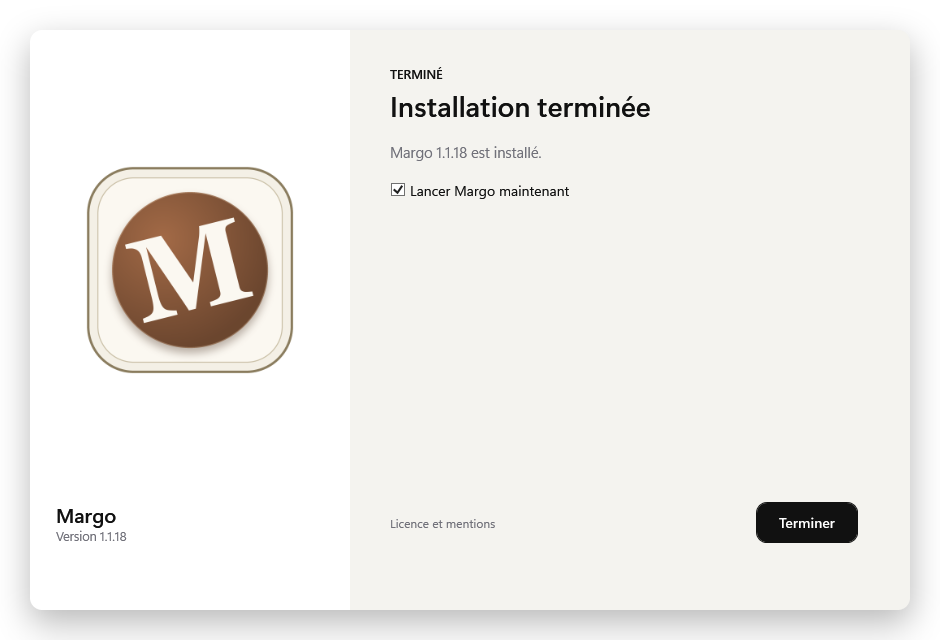 M
Margo
Version 1.1.18
TERMINÉ
Installation terminée
Margo 1.1.18 est installé.
Lancer Margo maintenant
Licence et mentions
Terminer